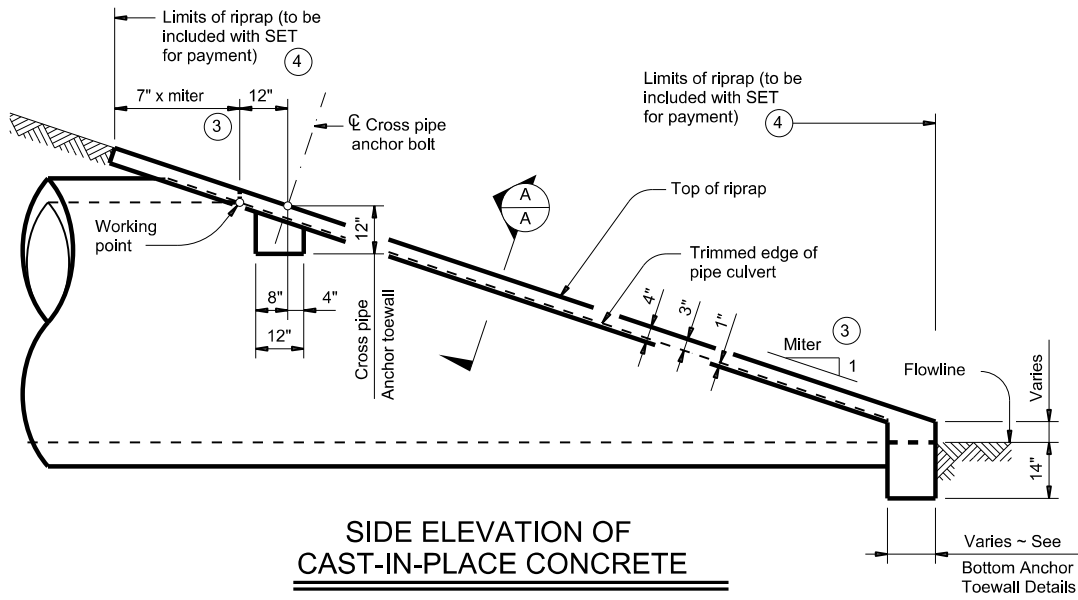 Limits of riprap (to be
included with SET
for payment)
4
7" x miter
12"
3
℄ Cross pipe
anchor bolt
Limits of riprap (to be
included with SET
for payment)
4
A
A
Top of riprap
Working
point
12"
Trimmed edge of
pipe culvert
8"
4"
12"
Cross pipe
Anchor toewall
4"
3"
1"
3
Miter
1
Flowline
Varies
14"
SIDE ELEVATION OF
CAST-IN-PLACE CONCRETE
Varies ~ See
Bottom Anchor
Toewall Details